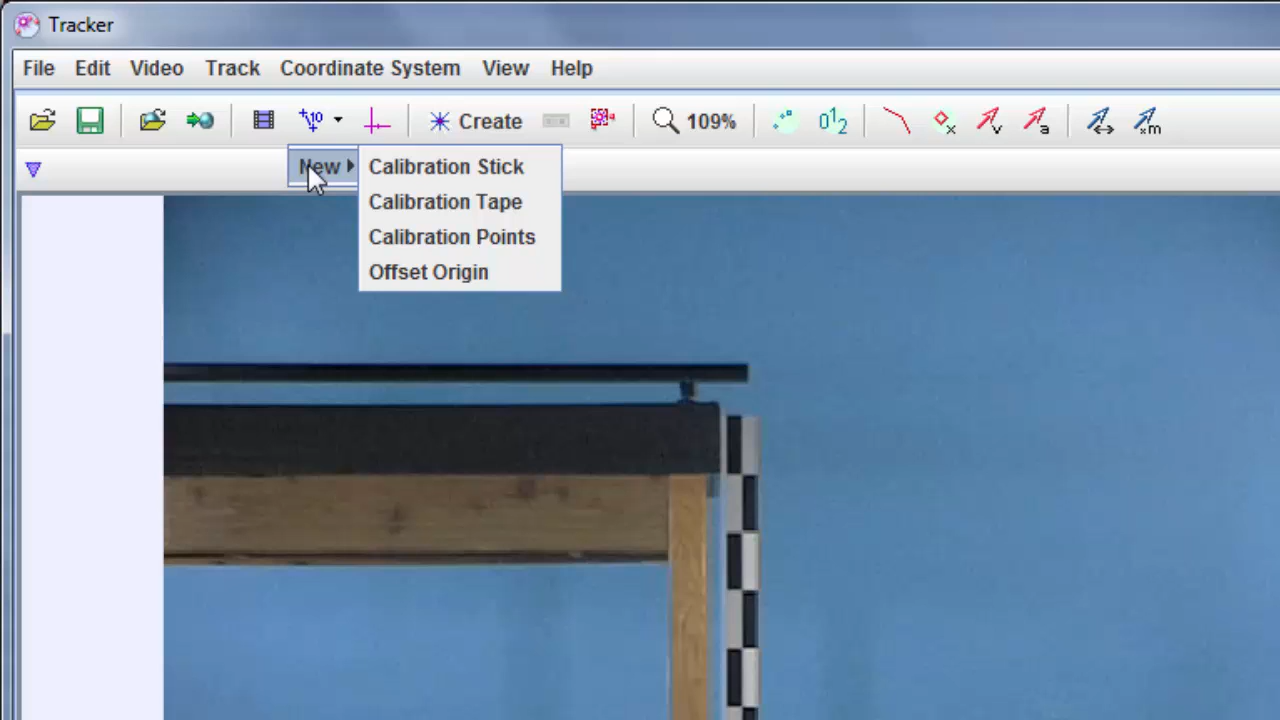 Tracker
File Edit Video Track Coordinate System View Help
Create 109%
New Calibration Stick
Calibration Tape
Calibration Points
Offset Origin